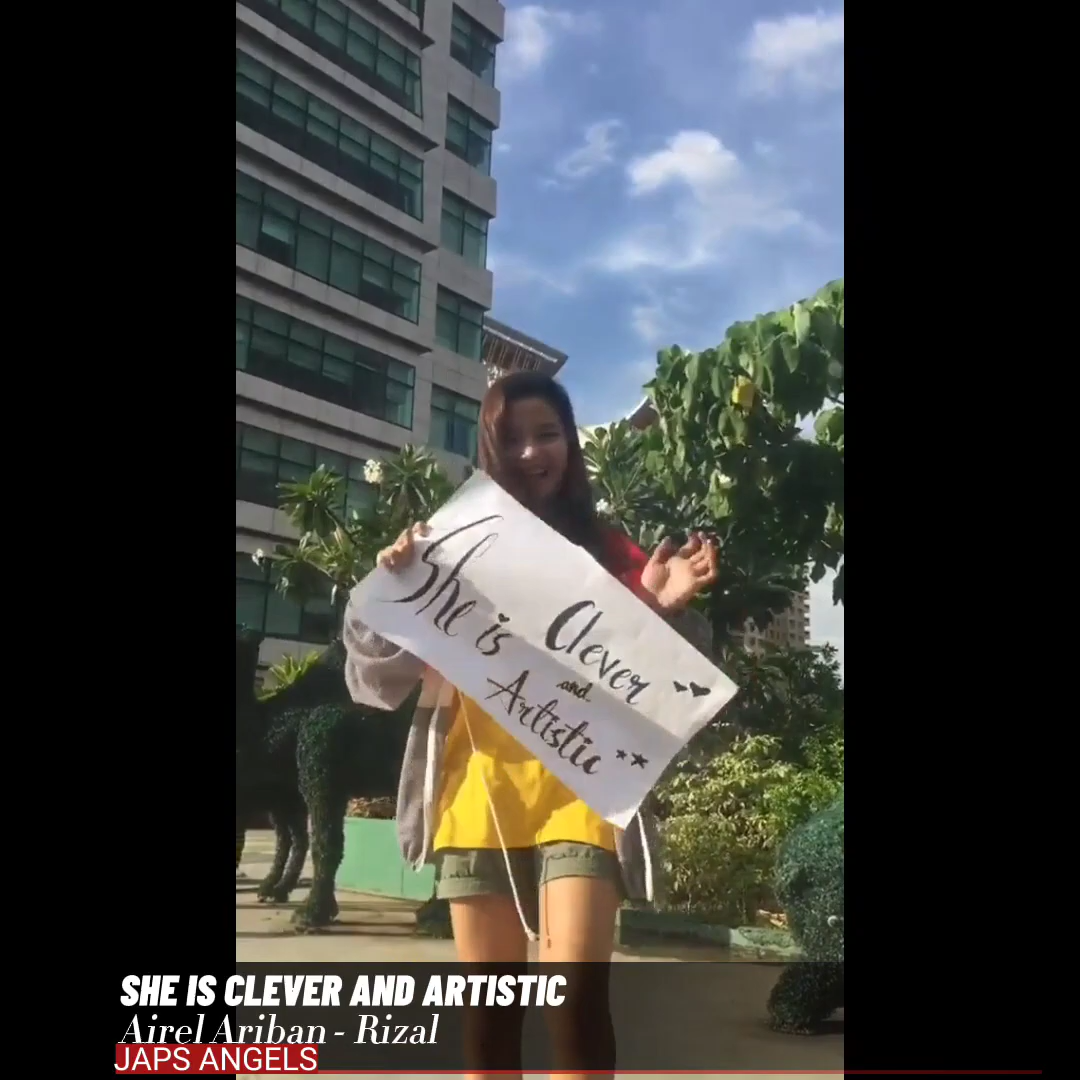 She is Clever
and
Artistic
SHE IS CLEVER AND ARTISTIC
Airel Ariban - Rizal
JAPS ANGELS